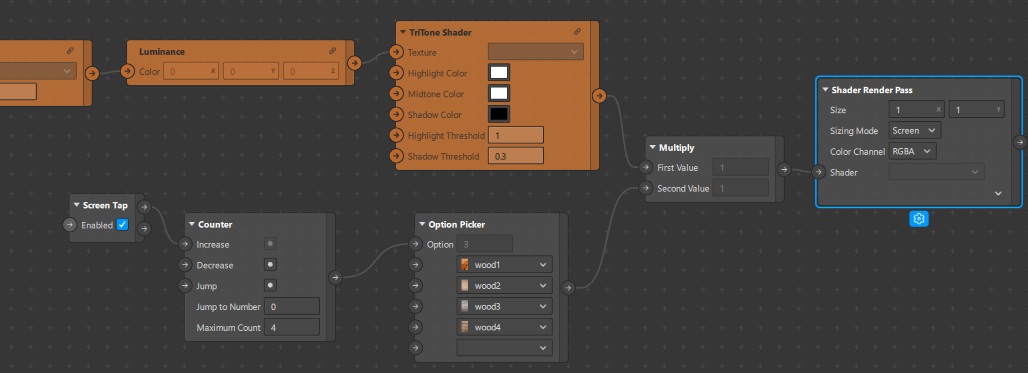 Luminance
Color 0 X 0 Y 0 Z
TriTone Shader
Texture
Highlight Color
Midtone Color
Shadow Color
Highlight Threshold 1
Shadow Threshold 0.3
Shader Render Pass
Size 1 X 1 Y
Sizing Mode Screen
Color Channel RGBA
Shader
Multiply
First Value 1
Second Value 1
Screen Tap
Enabled
Counter
Increase
Decrease
Jump
Jump to Number 0
Maximum Count 4
Option Picker
Option 3
wood1
wood2
wood3
wood4